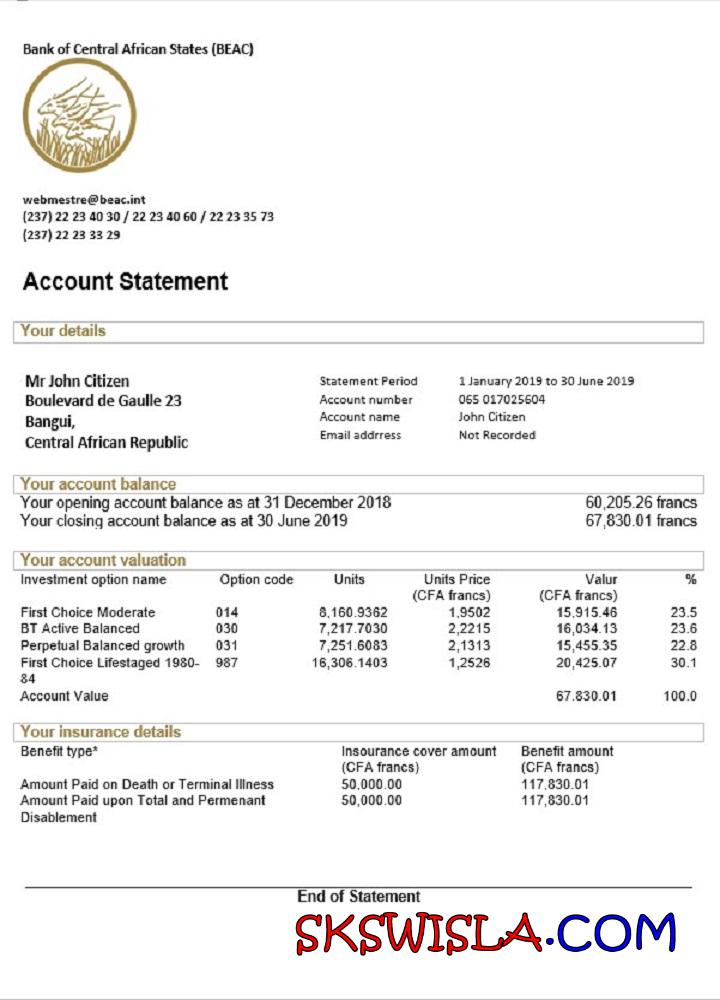 Bank of Central African States (BEAC)
webmestre@beac.int
(237) 22 23 40 30 / 22 23 40 60 / 22 23 35 73
(237) 22 23 33 29
Account Statement
Your details
Mr John Citizen
Boulevard de Gaulle 23
Bangui,
Central African Republic
Statement Period 1 January 2019 to 30 June 2019
Account number 065 017025604
Account name John Citizen
Email addrress Not Recorded
Your account balance
Your opening account balance as at 31 December 2018 60,205.26 francs
Your closing account balance as at 30 June 2019 67,830.01 francs
Your account valuation
Investment option name Option code Units Units Price Valur %
(CFA francs) (CFA francs)
First Choice Moderate 014 8,160.9362 1,9502 15,915.46 23.5
BT Active Balanced 030 7,217.7030 2,2215 16,034.13 23.6
Perpetual Balanced growth 031 7,251.6083 2,1313 15,455.35 22.8
First Choice Lifestaged 1980- 987 16,306.1403 1,2526 20,425.07 30.1
84
Account Value 67.830.01 100.0
Your insurance details
Benefit type* Insourance cover amount Benefit amount
(CFA francs) (CFA francs)
Amount Paid on Death or Terminal Illness 50,000.00 117,830.01
Amount Paid upon Total and Permenant 50,000.00 117,830.01
Disablement
End of Statement
SKSWISLA.COM